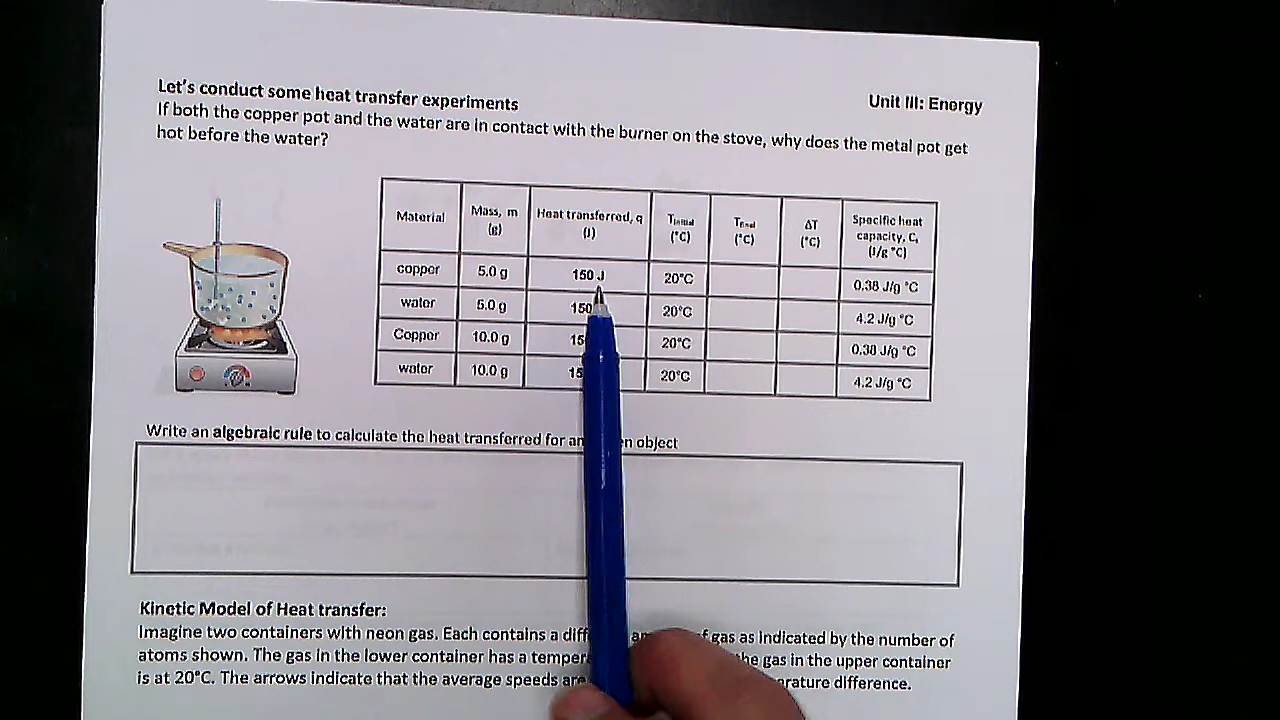 Let's conduct some heat transfer experiments
Unit III: Energy
If both the copper pot and the water are in contact with the burner on the stove, why does the metal pot get
hot before the water?
Material Mass, m (g) Heat transferred, q (J) Tinitial (°C) Tfinal (°C) ΔT (°C) Specific heat capacity, C, (J/g °C)
copper 5.0 g 150 J 20°C 0.38 J/g °C
water 5.0 g 150 20°C 4.2 J/g °C
Copper 10.0 g 20°C 0.38 J/g °C
water 10.0 g 20°C 4.2 J/g °C
Write an algebraic rule to calculate the heat transferred for object
Kinetic Model of Heat transfer:
Imagine two containers with neon gas. Each contains a of gas as indicated by the number of
atoms shown. The gas in the lower container has a the gas in the upper container
is at 20°C. The arrows indicate that the average speeds are difference.